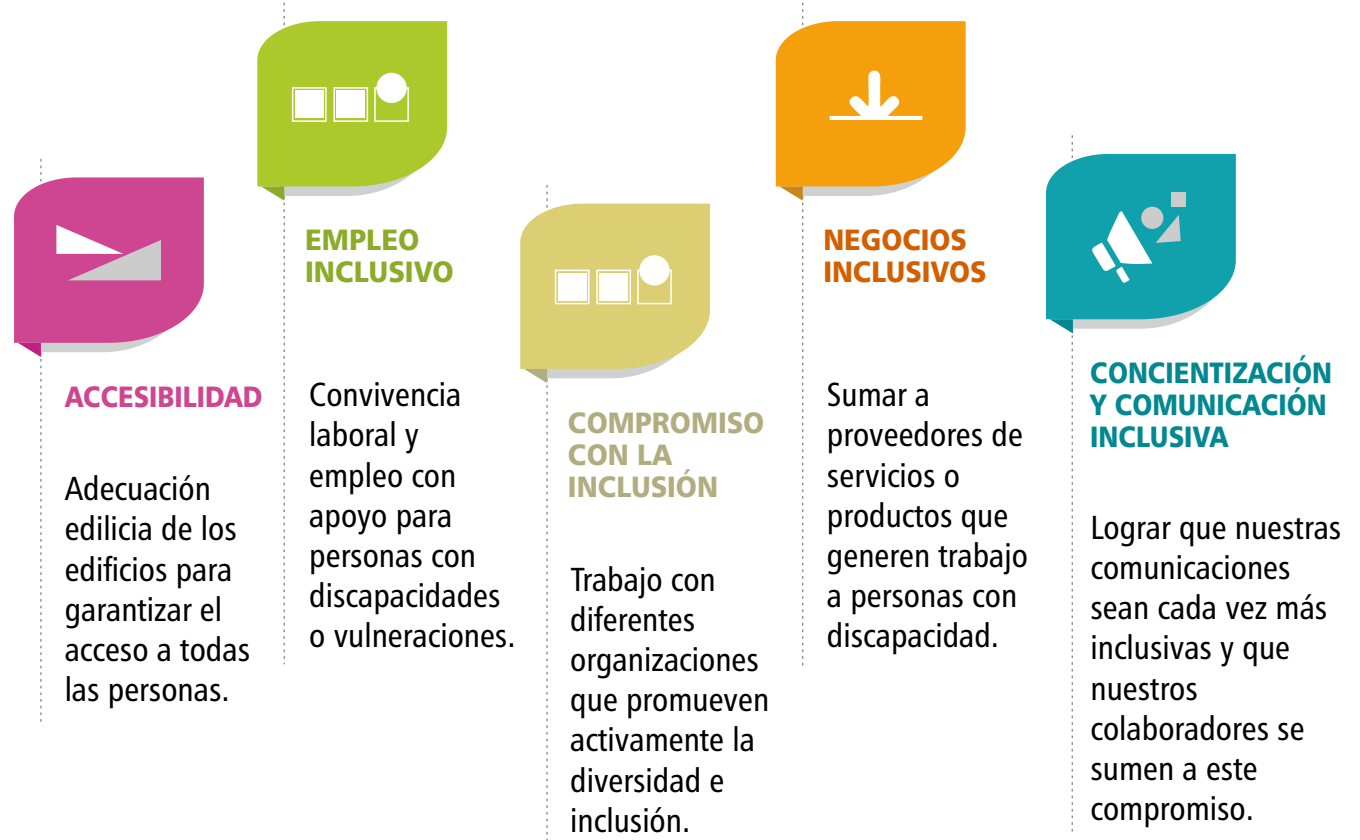 ACCESIBILIDAD
Adecuación
edilicia de los
edificios para
garantizar el
acceso a todas
las personas.
EMPLEO
INCLUSIVO
Convivencia
laboral y
empleo con
apoyo para
personas con
discapacidades
o vulneraciones.
COMPROMISO
CON LA
INCLUSIÓN
Trabajo con
diferentes
organizaciones
que promueven
activamente la
diversidad e
inclusión.
NEGOCIOS
INCLUSIVOS
Sumar a
proveedores de
servicios o
productos que
generen trabajo
a personas con
discapacidad.
CONCIENTIZACIÓN
Y COMUNICACIÓN
INCLUSIVA
Lograr que nuestras
comunicaciones
sean cada vez más
inclusivas y que
nuestros
colaboradores se
sumen a este
compromiso.